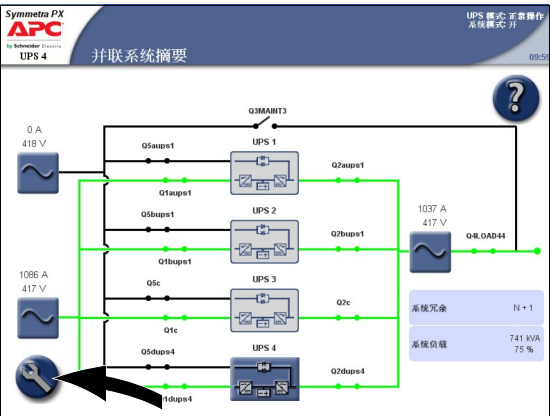 Symmetra PX
APC
by Schneider Electric
UPS 4
并联系统摘要
UPS 模式: 正常操作
系统模式: 开
09:59
Q3MAINT3
0 A
418 V
Q5aups1
UPS 1
Q2aups1
Q1aups1
Q5bups1
UPS 2
Q2bups1
Q1bups1
1037 A
417 V
Q4LOAD44
1086 A
417 V
Q5c
UPS 3
Q2c
Q1c
系统冗余 N + 1
系统负载 741 kVA
75 %
Q5dups4
UPS 4
Q2dups4
1dups4